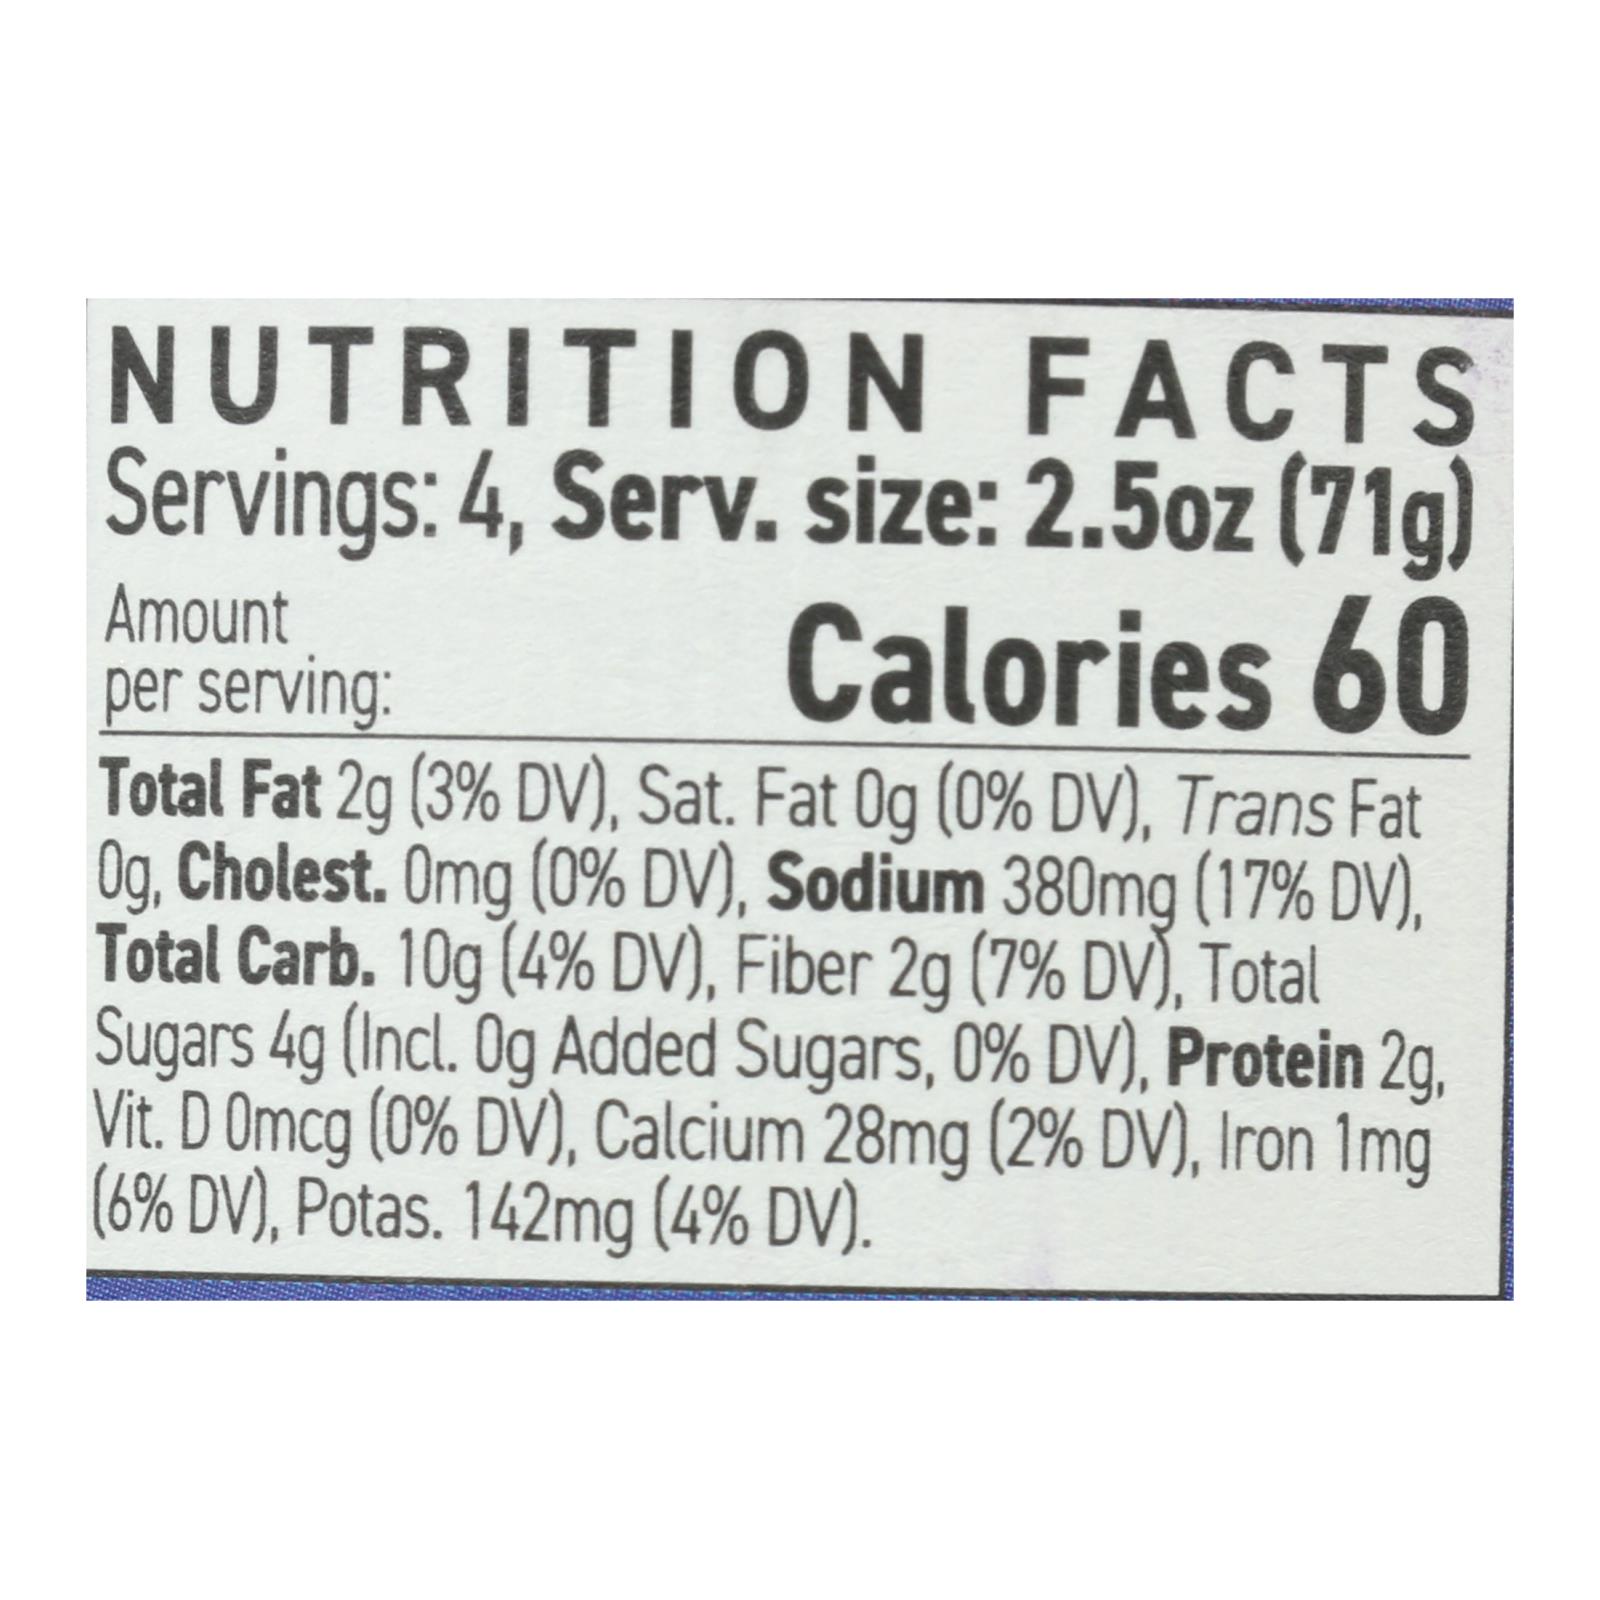 NUTRITION FACTS
Servings: 4, Serv. size: 2.5oz (71g)
Amount
per serving:
Calories 60
Total Fat 2g (3% DV), Sat. Fat 0g (0% DV), Trans Fat
0g, Cholest. 0mg (0% DV), Sodium 380mg (17% DV),
Total Carb. 10g (4% DV), Fiber 2g (7% DV), Total
Sugars 4g (Incl. 0g Added Sugars, 0% DV), Protein 2g,
Vit. D 0mcg (0% DV), Calcium 28mg (2% DV), Iron 1mg
(6% DV), Potas. 142mg (4% DV).